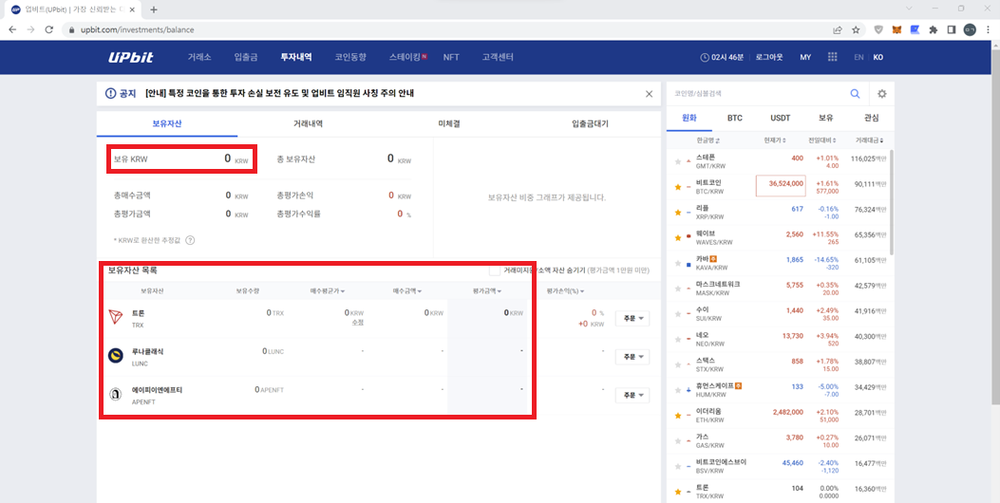 업비트(UPbit) | 가장 신뢰받는 디
upbit.com/investments/balance
UPbit 거래소 입출금 투자내역 코인동향 스테이킹 N NFT 고객센터 02시 46분 로그아웃 MY EN KO
공지 [안내] 특정 코인을 통한 투자 손실 보전 유도 및 업비트 임직원 사칭 주의 안내
보유자산 거래내역 미체결 입출금대기
보유 KRW 0 KRW 총 보유자산 0 KRW
총매수금액 0 KRW 총평가손익 0 KRW
총평가금액 0 KRW 총평가수익률 0 %
보유자산 비중 그래프가 제공됩니다.
* KRW로 환산한 추정값 ?
보유자산 목록 거래미지원/소액 자산 숨기기 (평가금액 1만원 미만)
보유자산 보유수량 매수평균가 매수금액 평가금액 평가손익(%)
트론 0 TRX 0 KRW 0 KRW 0 KRW 0 % 주문
TRX 수정 +0 KRW
루나클래식 0 LUNC - - - - 주문
LUNC
에이피이앤에프티 0 APENFT - - - - 주문
APENFT
코인명/심볼검색
원화 BTC USDT 보유 관심
한글명 현재가 전일대비 거래대금
스테픈 400 +1.01% 116,025백만
GMT/KRW 4.00
비트코인 36,524,000 +1.61% 90,111백만
BTC/KRW 577,000
리플 617 -0.16% 76,324백만
XRP/KRW -1.00
웨이브 2,560 +11.55% 65,356백만
WAVES/KRW 265
카바 주 1,865 -14.65% 61,105백만
KAVA/KRW -320
마스크네트워크 5,755 +0.35% 42,579백만
MASK/KRW 20.00
수이 1,440 +2.49% 41,916백만
SUI/KRW 35.00
네오 13,730 +3.94% 40,300백만
NEO/KRW 520
스택스 858 +1.78% 38,807백만
STX/KRW 15.00
휴먼스케이프 주 133 -5.00% 34,429백만
HUM/KRW -7.00
이더리움 2,482,000 +2.10% 28,701백만
ETH/KRW 51,000
가스 3,780 +0.27% 26,071백만
GAS/KRW 10.00
비트코인에스브이 45,460 -2.40% 16,477백만
BSV/KRW -1,120
트론 104 0.00% 16,360백만
TRX/KRW 0.0000